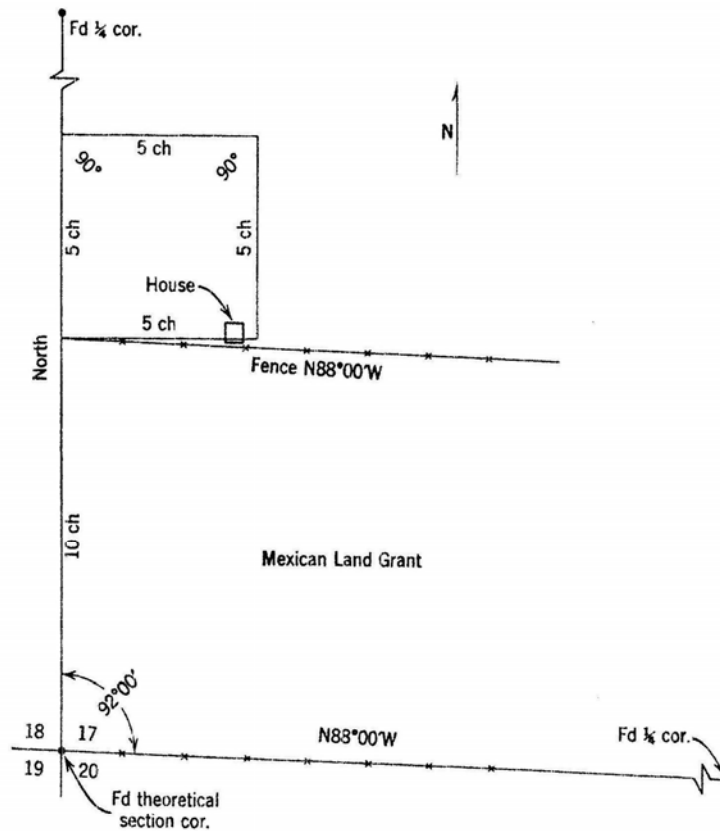 Fd ¼ cor.
N
5 ch
90°
90°
5 ch
5 ch
House
5 ch
North
Fence N88°00'W
10 ch
Mexican Land Grant
92°00'
18 17
N88°00'W
Fd ¼ cor.
19 20
Fd theoretical
section cor.